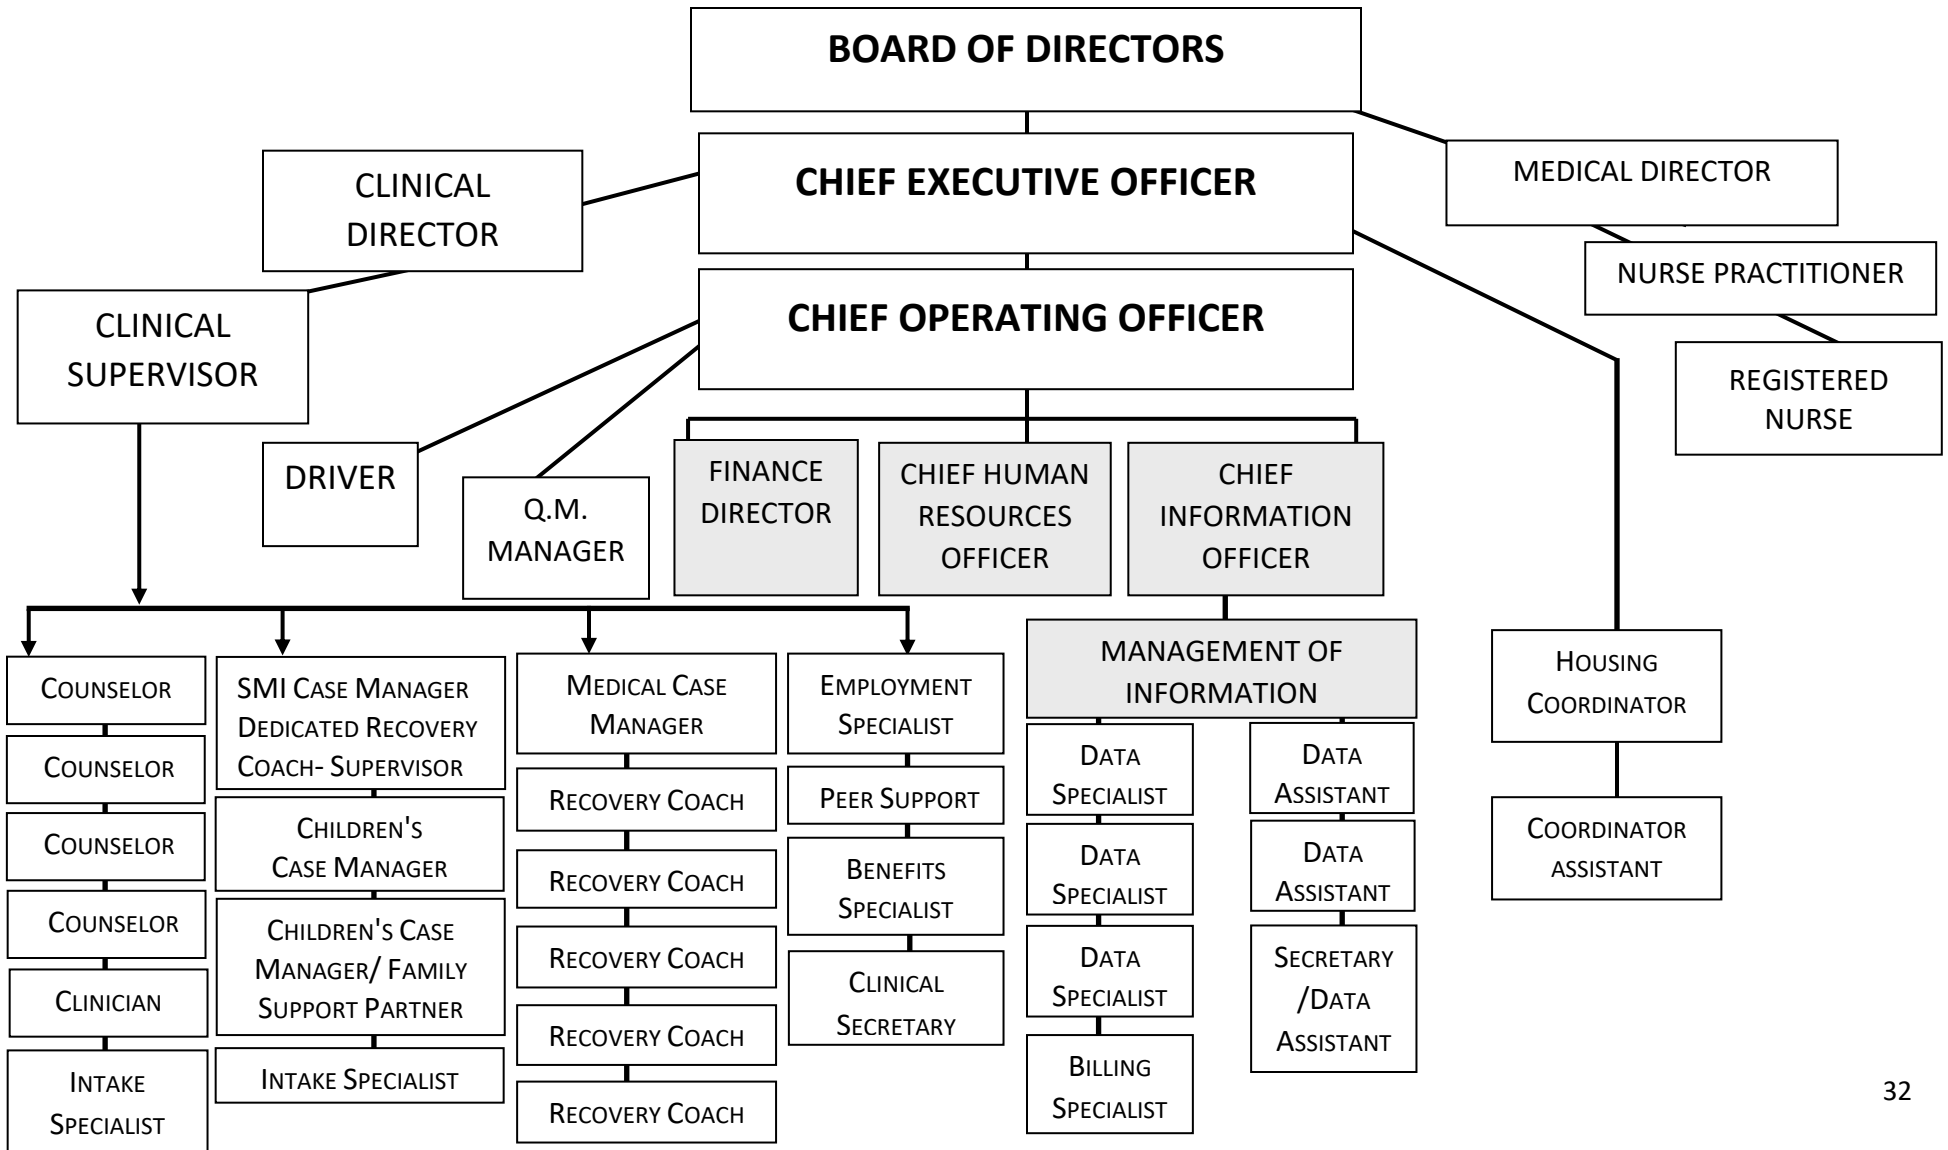 BOARD OF DIRECTORS
CLINICAL
DIRECTOR
CHIEF EXECUTIVE OFFICER
MEDICAL DIRECTOR
NURSE PRACTITIONER
REGISTERED
NURSE
CLINICAL
SUPERVISOR
CHIEF OPERATING OFFICER
DRIVER
Q.M.
MANAGER
FINANCE
DIRECTOR
CHIEF HUMAN
RESOURCES
OFFICER
CHIEF
INFORMATION
OFFICER
COUNSELOR
COUNSELOR
COUNSELOR
COUNSELOR
CLINICIAN
INTAKE
SPECIALIST
SMI CASE MANAGER
DEDICATED RECOVERY
COACH- SUPERVISOR
CHILDREN'S
CASE MANAGER
CHILDREN'S CASE
MANAGER/ FAMILY
SUPPORT PARTNER
INTAKE SPECIALIST
MEDICAL CASE
MANAGER
RECOVERY COACH
RECOVERY COACH
RECOVERY COACH
RECOVERY COACH
RECOVERY COACH
EMPLOYMENT
SPECIALIST
PEER SUPPORT
BENEFITS
SPECIALIST
CLINICAL
SECRETARY
MANAGEMENT OF
INFORMATION
DATA
SPECIALIST
DATA
SPECIALIST
DATA
SPECIALIST
BILLING
SPECIALIST
DATA
ASSISTANT
DATA
ASSISTANT
SECRETARY
/DATA
ASSISTANT
HOUSING
COORDINATOR
COORDINATOR
ASSISTANT
32